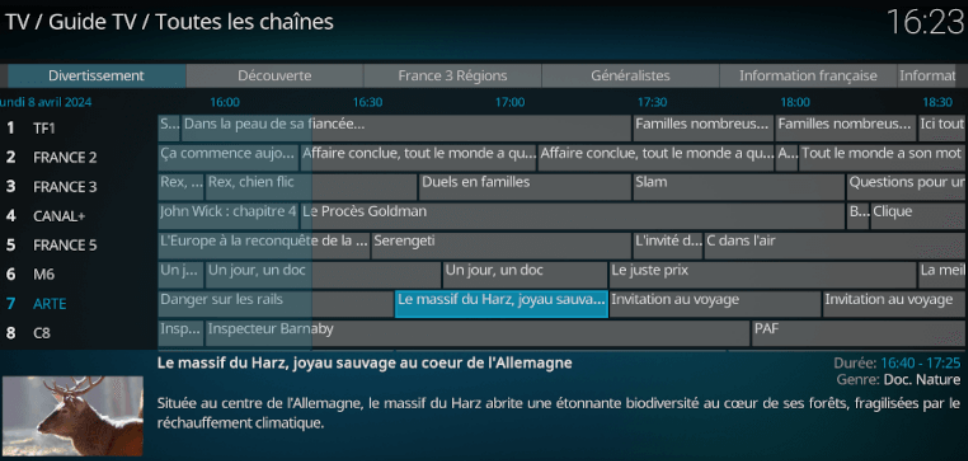 TV / Guide TV / Toutes les chaînes
16:23
Divertissement Découverte France 3 Régions Généralistes Information française Informat
undi 8 avril 2024 16:00 16:30 17:00 17:30 18:00 18:30
1 TF1 S... Dans la peau de sa fiancée... Familles nombreus... Familles nombreus... Ici tout
2 FRANCE 2 Ça commence aujo... Affaire conclue, tout le monde a qu... Affaire conclue, tout le monde a qu... A... Tout le monde a son mot
3 FRANCE 3 Rex, ... Rex, chien flic Duels en familles Slam Questions pour un
4 CANAL+ John Wick : chapitre 4 Le Procès Goldman B... Clique
5 FRANCE 5 L'Europe à la reconquête de la ... Serengeti L'invité d... C dans l'air
6 M6 Un j... Un jour, un doc Un jour, un doc Le juste prix La meil
7 ARTE Danger sur les rails Le massif du Harz, joyau sauva... Invitation au voyage Invitation au voyage
8 C8 Insp... Inspecteur Barnaby PAF
Le massif du Harz, joyau sauvage au coeur de l'Allemagne
Durée: 16:40 - 17:25
Genre: Doc. Nature
Située au centre de l'Allemagne, le massif du Harz abrite une étonnante biodiversité au cœur de ses forêts, fragilisées par le
réchauffement climatique.